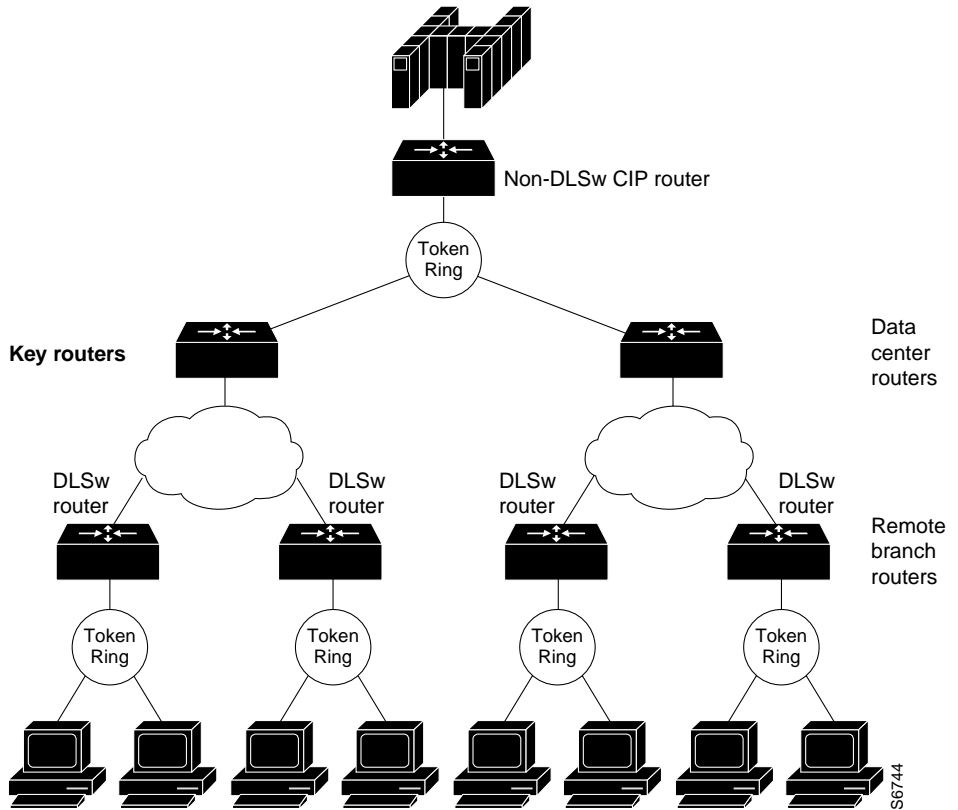 Non-DLSw CIP router
Token
Ring
Key routers
Data
center
routers
DLSw
router
DLSw
router
DLSw
router
DLSw
router
Remote
branch
routers
Token
Ring
Token
Ring
Token
Ring
Token
Ring
S6744